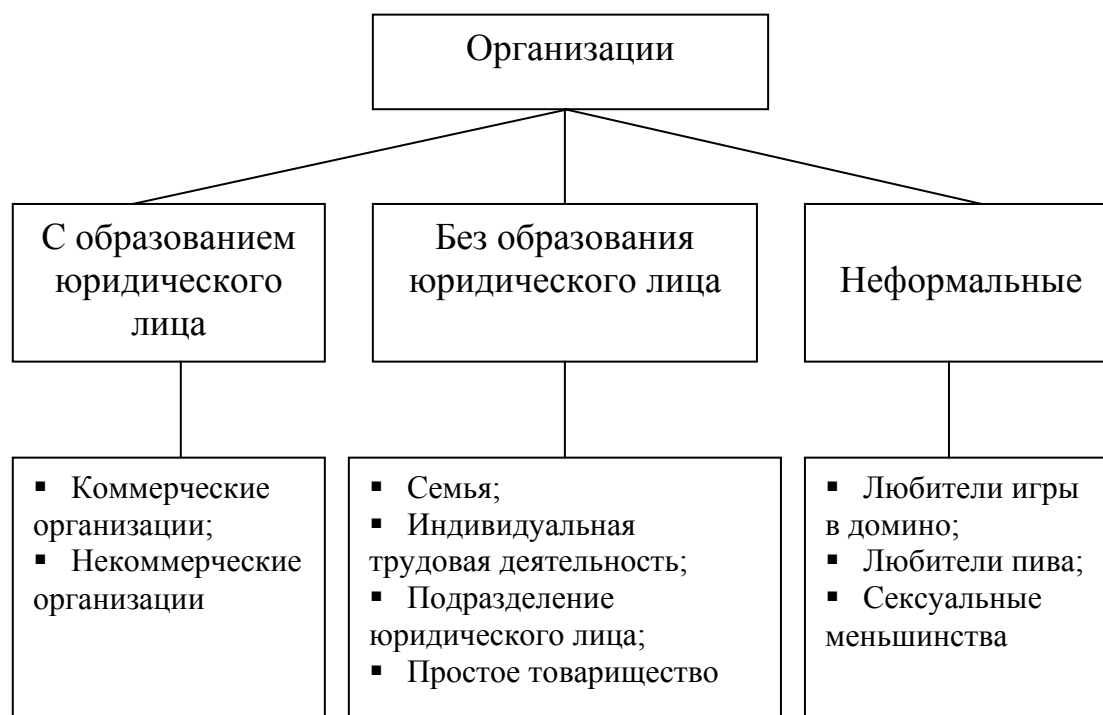 Организации
С образованием
юридического
лица
Без образования
юридического лица
Неформальные
▪ Коммерческие
организации;
▪ Некоммерческие
организации
▪ Семья;
▪ Индивидуальная
трудовая деятельность;
▪ Подразделение
юридического лица;
▪ Простое товарищество
▪ Любители игры
в домино;
▪ Любители пива;
▪ Сексуальные
меньшинства